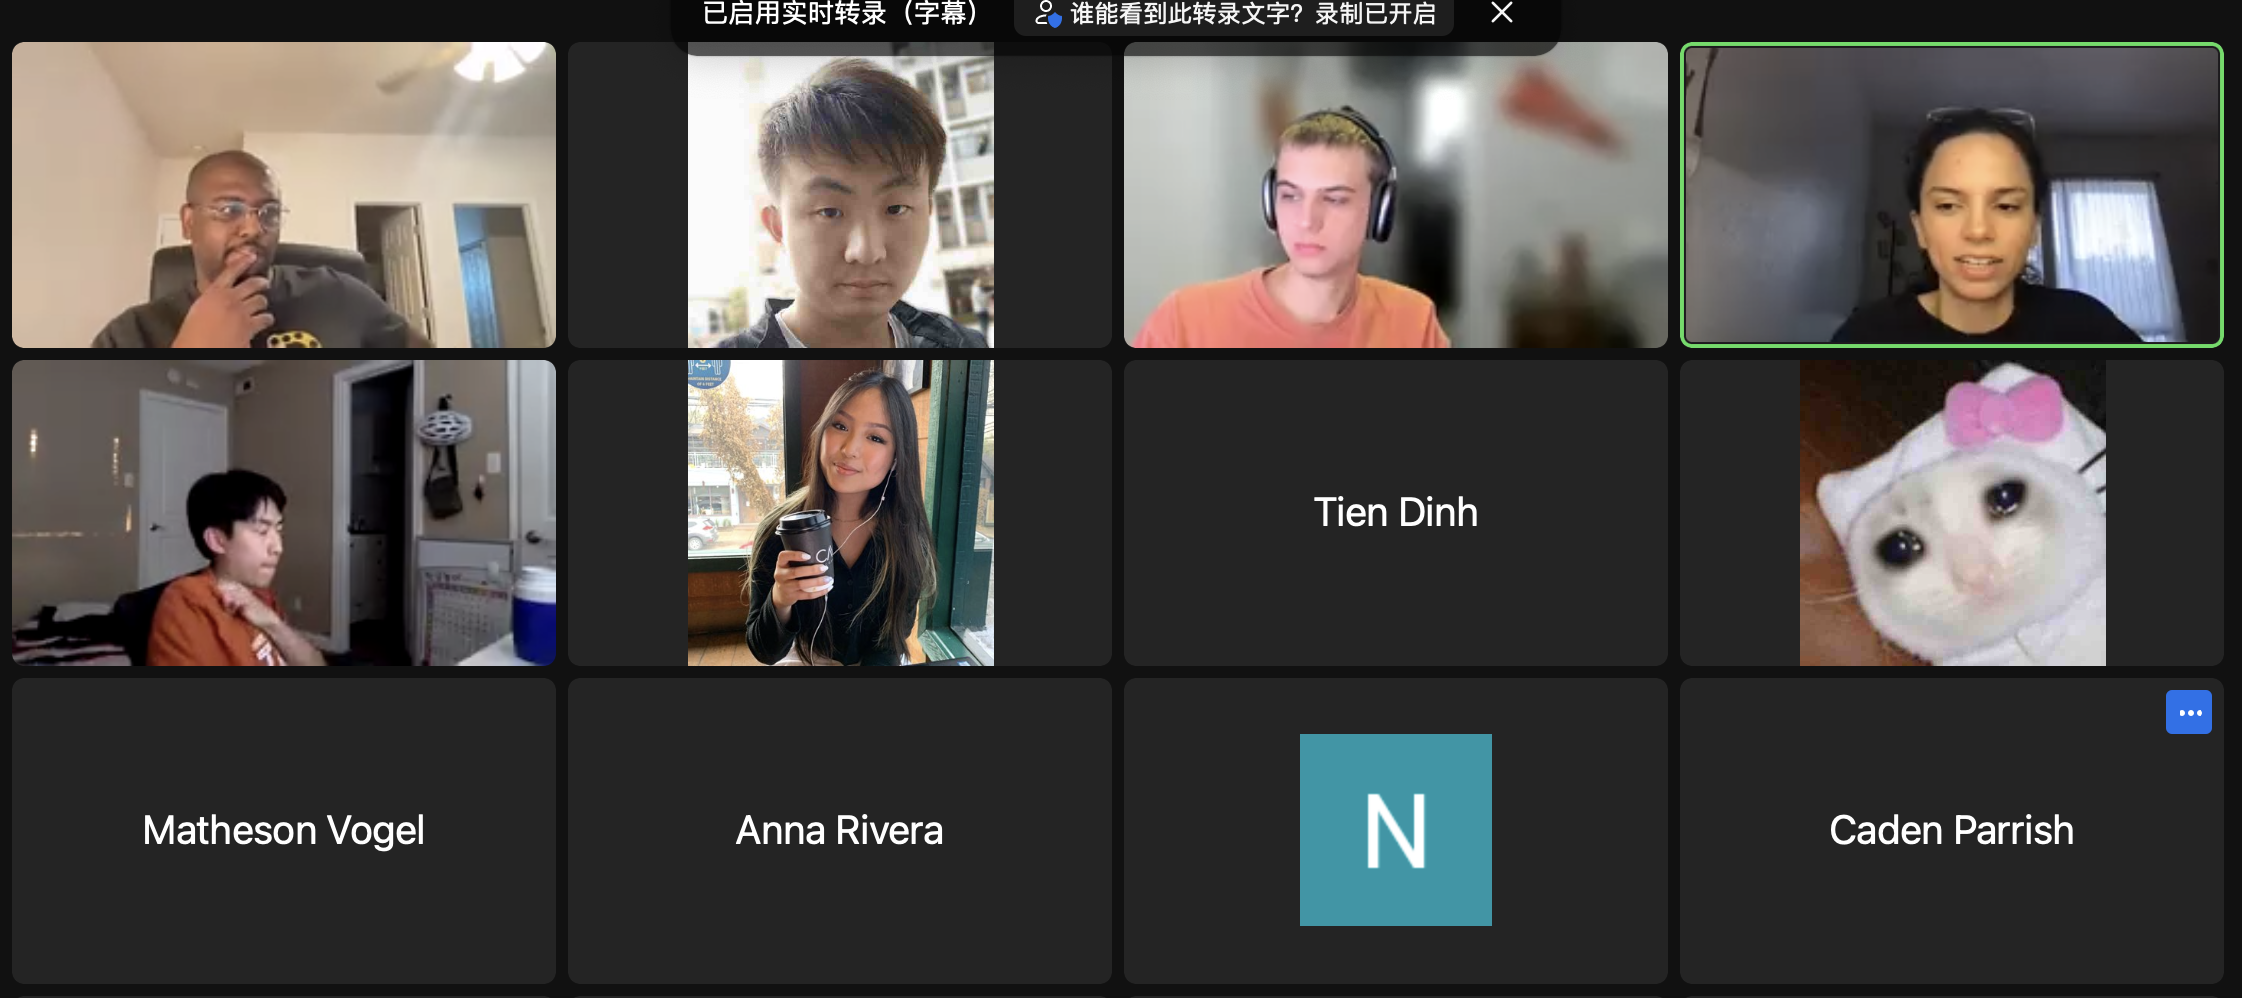 已启用实时转录（字幕）
谁能看到此转录文字？录制已开启
Tien Dinh
Matheson Vogel
Anna Rivera
N
Caden Parrish